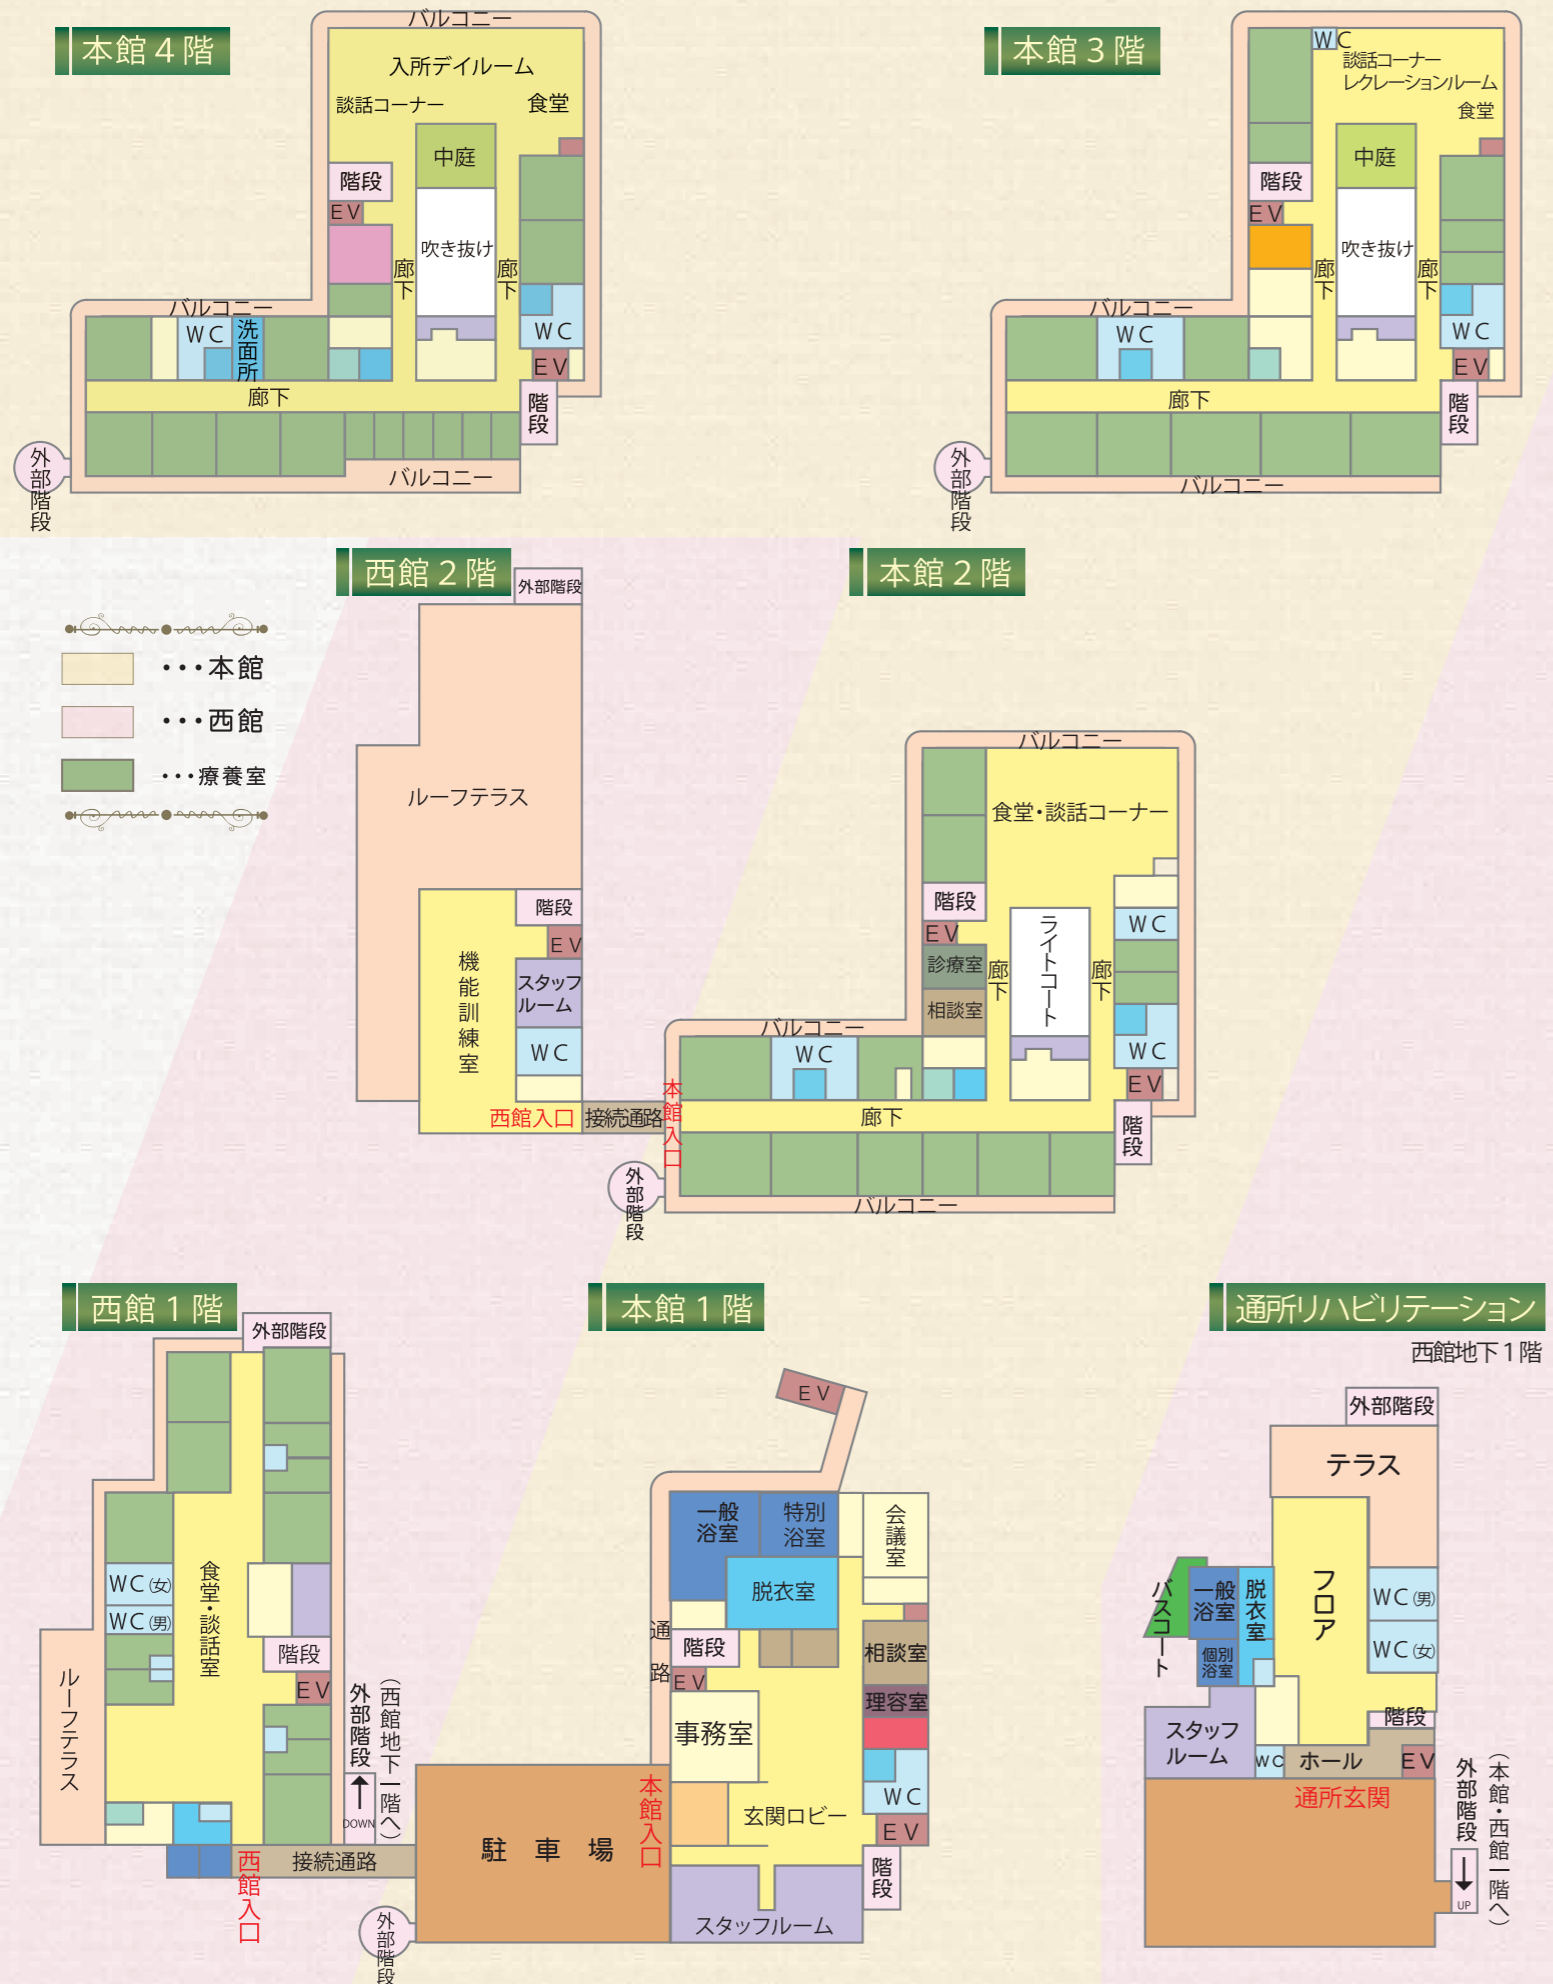 本館4階
バルコニー
入所デイルーム
談話コーナー
食堂
中庭
階段
EV
吹き抜け
廊下
廊下
バルコニー
WC
洗面所
WC
EV
廊下
階段
外部階段
バルコニー
本館3階
WC
談話コーナー
レクレーションルーム
食堂
中庭
階段
EV
吹き抜け
廊下
廊下
バルコニー
WC
WC
EV
廊下
階段
外部階段
バルコニー
・・・本館
・・・西館
・・・療養室
西館2階
外部階段
ルーフテラス
階段
EV
機能訓練室
スタッフ
ルーム
WC
西館入口
接続通路
本館2階
バルコニー
食堂・談話コーナー
階段
EV
ライトコート
WC
診療室
廊下
廊下
相談室
バルコニー
WC
WC
EV
本館入口
廊下
階段
外部階段
バルコニー
西館1階
外部階段
WC(女)
WC(男)
食堂・談話室
階段
EV
ルーフテラス
外部階段
(西館地下一階へ)
DOWN
接続通路
西館入口
本館1階
EV
一般
浴室
特別
浴室
会議室
脱衣室
通路
階段
EV
相談室
理容室
事務室
WC
玄関ロビー
本館入口
EV
駐車場
階段
スタッフルーム
外部階段
通所リハビリテーション
西館地下1階
外部階段
テラス
バスコート
一般
浴室
脱衣室
フロア
WC(男)
WC(女)
個別
浴室
スタッフ
ルーム
階段
WC
ホール
EV
通所玄関
外部階段
(本館・西館一階へ)
UP